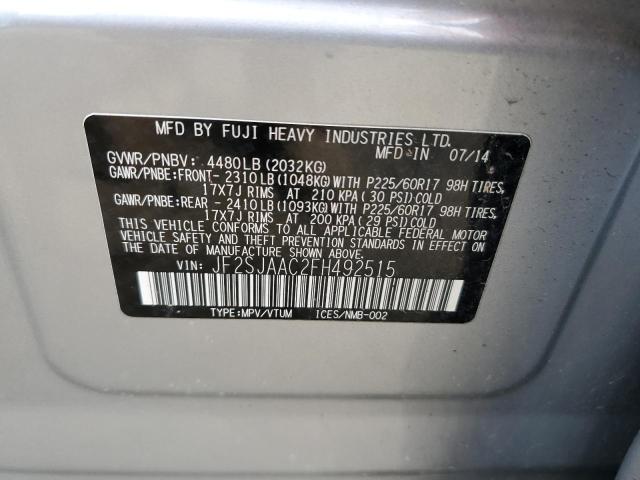 MFD BY FUJI HEAVY INDUSTRIES LTD.
MFD IN 07/14
GVWR/PNBV: 4480LB(2032KG)
GAWR/PNBE:FRONT- 2310LB(1048KG)WITH P225/60R17 98H TIRES,
17X7J RIMS AT 210 KPA(30 PSI)COLD
GAWR/PNBE:REAR - 2410LB(1093KG)WITH P225/60R17 98H TIRES,
17X7J RIMS AT 200 KPA(29 PSI)COLD
THIS VEHICLE CONFORMS TO ALL APPLICABLE FEDERAL MOTOR
VEHICLE SAFETY AND THEFT PREVENTION STANDARDS IN EFFECT
ON THE DATE OF MANUFACTURE SHOWN ABOVE.
VIN: JF2SJAAC2FH492515
TYPE:MPV/VTUM ICES/NMB-002